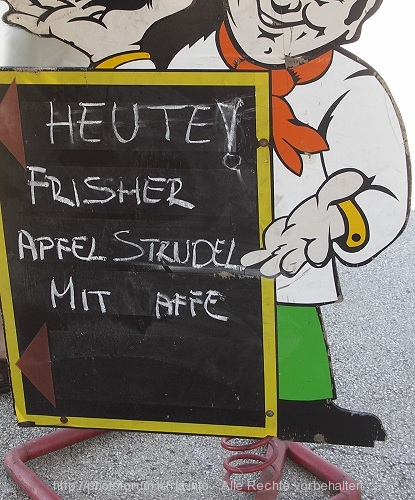 HEUTE!
FRISHER
APFEL STRUDEL
MIT AFFE